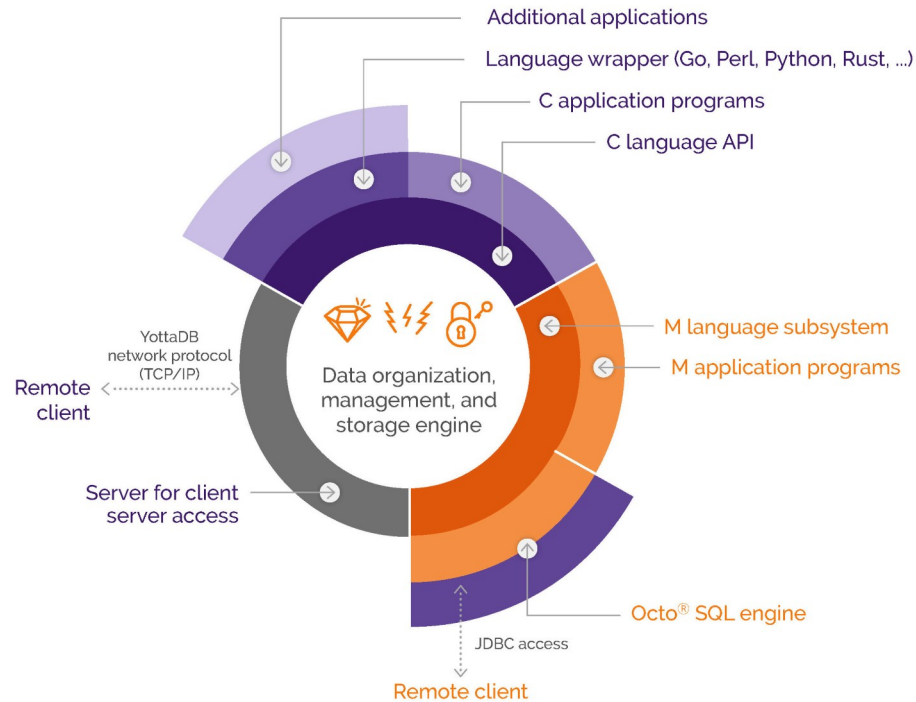 Additional applications
Language wrapper (Go, Perl, Python, Rust, ...)
C application programs
C language API
M language subsystem
M application programs
YottaDB
network protocol
(TCP/IP)
Remote
client
Data organization,
management, and
storage engine
Server for client
server access
Octo® SQL engine
JDBC access
Remote client